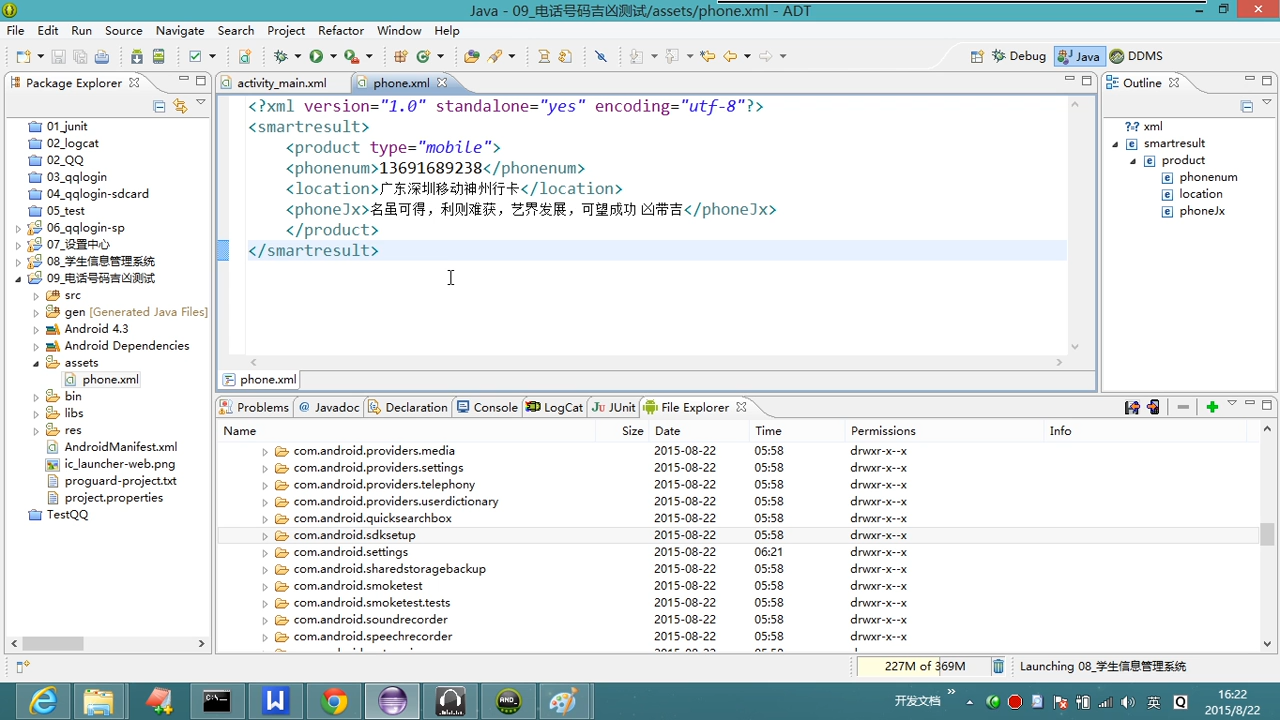 Java - 09_电话号码吉凶测试/assets/phone.xml - ADT
File Edit Run Source Navigate Search Project Refactor Window Help
Debug Java DDMS
Package Explorer
01_junit
02_logcat
02_QQ
03_qqlogin
04_qqlogin-sdcard
05_test
06_qqlogin-sp
07_设置中心
08_学生信息管理系统
09_电话号码吉凶测试
src
gen [Generated Java Files]
Android 4.3
Android Dependencies
assets
phone.xml
bin
libs
res
AndroidManifest.xml
ic_launcher-web.png
proguard-project.txt
project.properties
TestQQ
activity_main.xml phone.xml
<?xml version="1.0" standalone="yes" encoding="utf-8"?>
<smartresult>
<product type="mobile">
<phonenum>13691689238</phonenum>
<location>广东深圳移动神州行卡</location>
<phoneJx>名虽可得，利则难获，艺界发展，可望成功 凶带吉</phoneJx>
</product>
</smartresult>
phone.xml
Outline
xml
smartresult
product
phonenum
location
phoneJx
Problems Javadoc Declaration Console LogCat JUnit File Explorer
Name Size Date Time Permissions Info
com.android.providers.media 2015-08-22 05:58 drwxr-x--x
com.android.providers.settings 2015-08-22 05:58 drwxr-x--x
com.android.providers.telephony 2015-08-22 05:58 drwxr-x--x
com.android.providers.userdictionary 2015-08-22 05:58 drwxr-x--x
com.android.quicksearchbox 2015-08-22 05:58 drwxr-x--x
com.android.sdksetup 2015-08-22 05:58 drwxr-x--x
com.android.settings 2015-08-22 06:21 drwxr-x--x
com.android.sharedstoragebackup 2015-08-22 05:58 drwxr-x--x
com.android.smoketest 2015-08-22 05:58 drwxr-x--x
com.android.smoketest.tests 2015-08-22 05:58 drwxr-x--x
com.android.soundrecorder 2015-08-22 05:58 drwxr-x--x
com.android.speechrecorder 2015-08-22 05:58 drwxr-x--x
227M of 369M Launching 08_学生信息管理系统
开发文档 » 英 16:22
2015/8/22